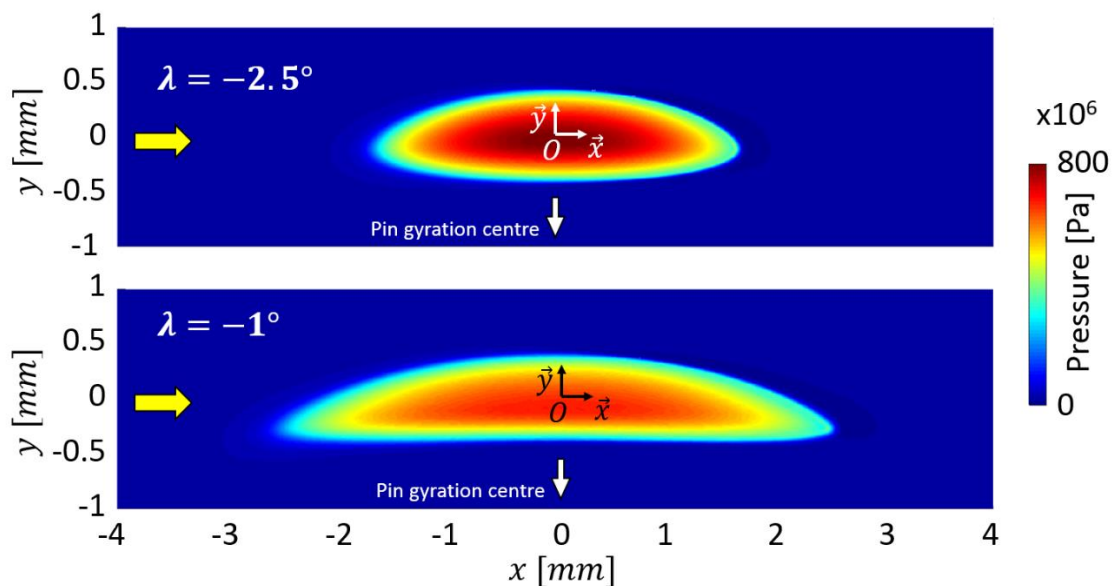 1
0.5
0
-0.5
-1
y [mm]
λ = −2.5°
y⃗
O x⃗
Pin gyration centre
x10⁶
800
0
Pressure [Pa]
1
0.5
0
-0.5
-1
y [mm]
λ = −1°
y⃗
O x⃗
Pin gyration centre
-4 -3 -2 -1 0 1 2 3 4
x [mm]